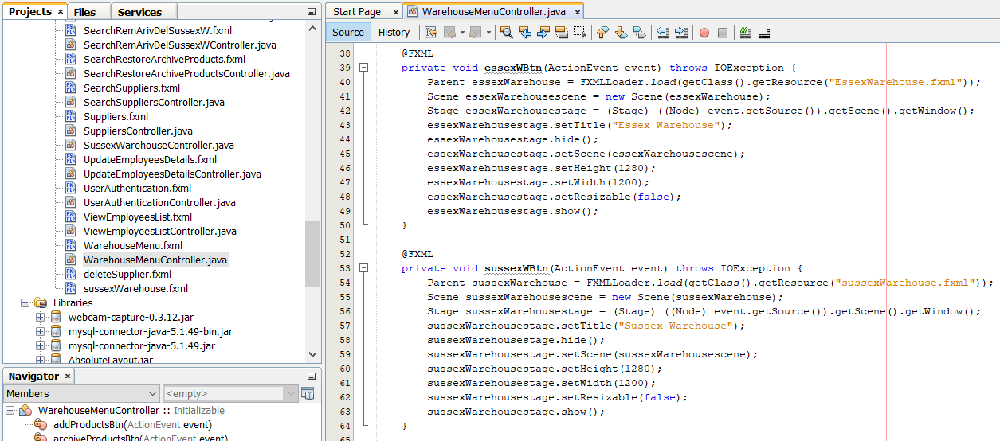 Projects × Files Services
SearchRemArivDelSussexW.fxml
SearchRemArivDelSussexWController.java
SearchRestoreArchiveProducts.fxml
SearchRestoreArchiveProductsController.java
SearchSuppliers.fxml
SearchSuppliersController.java
Suppliers.fxml
SuppliersController.java
SussexWarehouseController.java
UpdateEmployeesDetails.fxml
UpdateEmployeesDetailsController.java
UserAuthentication.fxml
UserAuthenticationController.java
ViewEmployeesList.fxml
ViewEmployeesListController.java
WarehouseMenu.fxml
WarehouseMenuController.java
deleteSupplier.fxml
sussexWarehouse.fxml
Libraries
webcam-capture-0.3.12.jar
mysql-connector-java-5.1.49-bin.jar
mysql-connector-java-5.1.49.jar
AbsoluteLayout.jar
Navigator ×
Members <empty>
WarehouseMenuController :: Initializable
addProductsBtn(ActionEvent event)
archiveProductsBtn(ActionEvent event)
Start Page × WarehouseMenuController.java ×
Source History
38 @FXML
39 private void essexWBtn(ActionEvent event) throws IOException {
40 Parent essexWarehouse = FXMLLoader.load(getClass().getResource("EssexWarehouse.fxml"));
41 Scene essexWarehousescene = new Scene(essexWarehouse);
42 Stage essexWarehousestage = (Stage) ((Node) event.getSource()).getScene().getWindow();
43 essexWarehousestage.setTitle("Essex Warehouse");
44 essexWarehousestage.hide();
45 essexWarehousestage.setScene(essexWarehousescene);
46 essexWarehousestage.setHeight(1280);
47 essexWarehousestage.setWidth(1200);
48 essexWarehousestage.setResizable(false);
49 essexWarehousestage.show();
50 }
51
52 @FXML
53 private void sussexWBtn(ActionEvent event) throws IOException {
54 Parent sussexWarehouse = FXMLLoader.load(getClass().getResource("sussexWarehouse.fxml"));
55 Scene sussexWarehousescene = new Scene(sussexWarehouse);
56 Stage sussexWarehousestage = (Stage) ((Node) event.getSource()).getScene().getWindow();
57 sussexWarehousestage.setTitle("Sussex Warehouse");
58 sussexWarehousestage.hide();
59 sussexWarehousestage.setScene(sussexWarehousescene);
60 sussexWarehousestage.setHeight(1280);
61 sussexWarehousestage.setWidth(1200);
62 sussexWarehousestage.setResizable(false);
63 sussexWarehousestage.show();
64 }